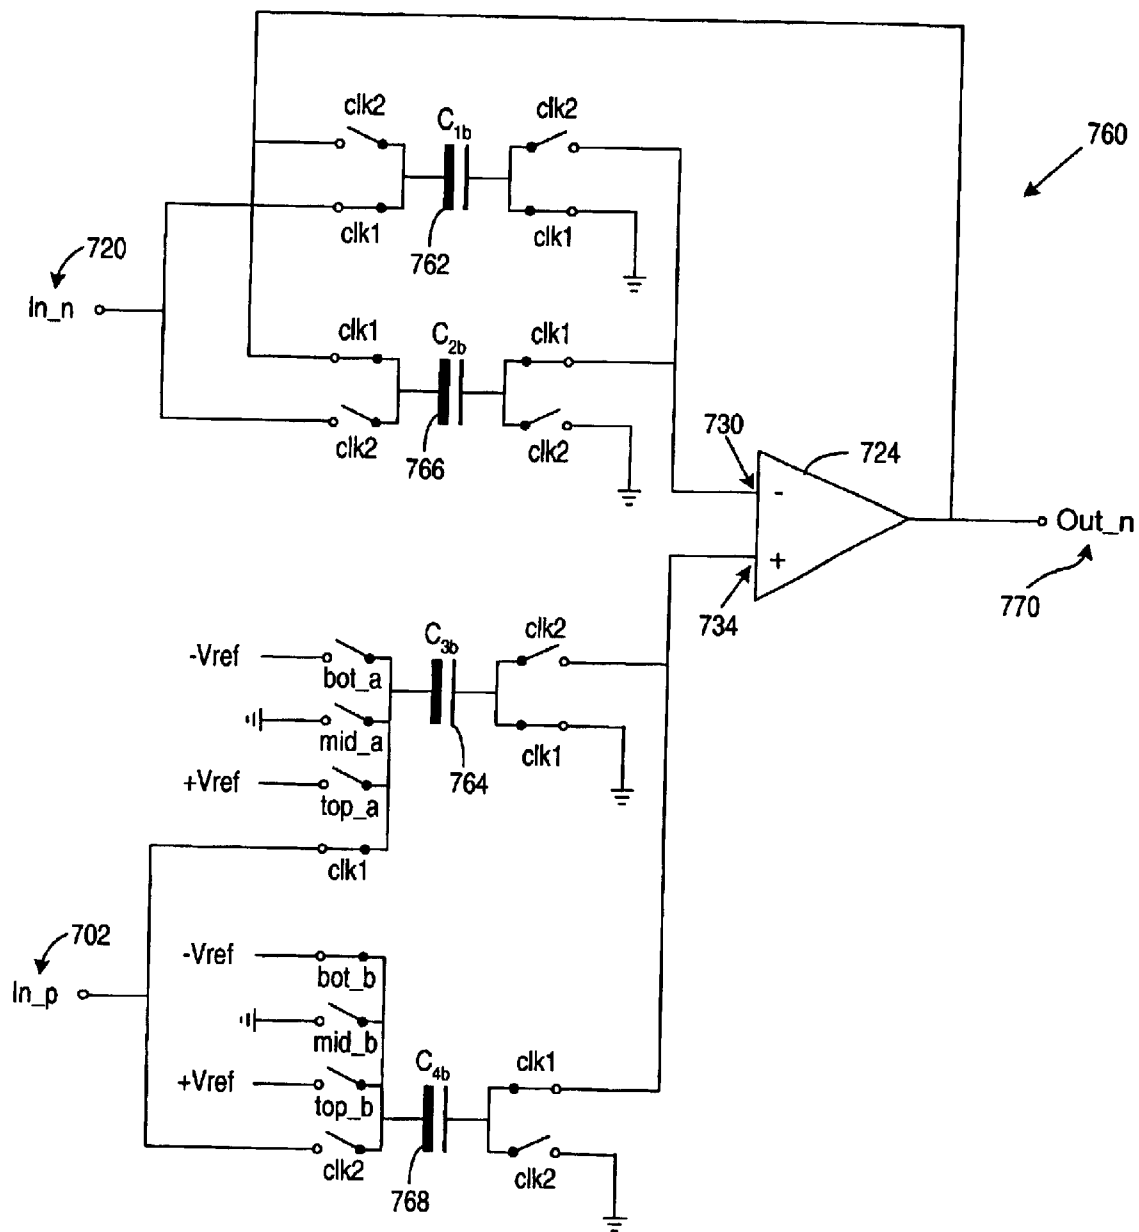 clk2
C1b
clk2
760
clk1
762
clk1
720
In_n
clk1
C2b
clk1
clk2
766
clk2
730
724
-
+
Out_n
734
770
C3b
clk2
-Vref
bot_a
mid_a
764
clk1
+Vref
top_a
clk1
702
-Vref
bot_b
In_p
mid_b
C4b
clk1
+Vref
top_b
clk2
768
clk2